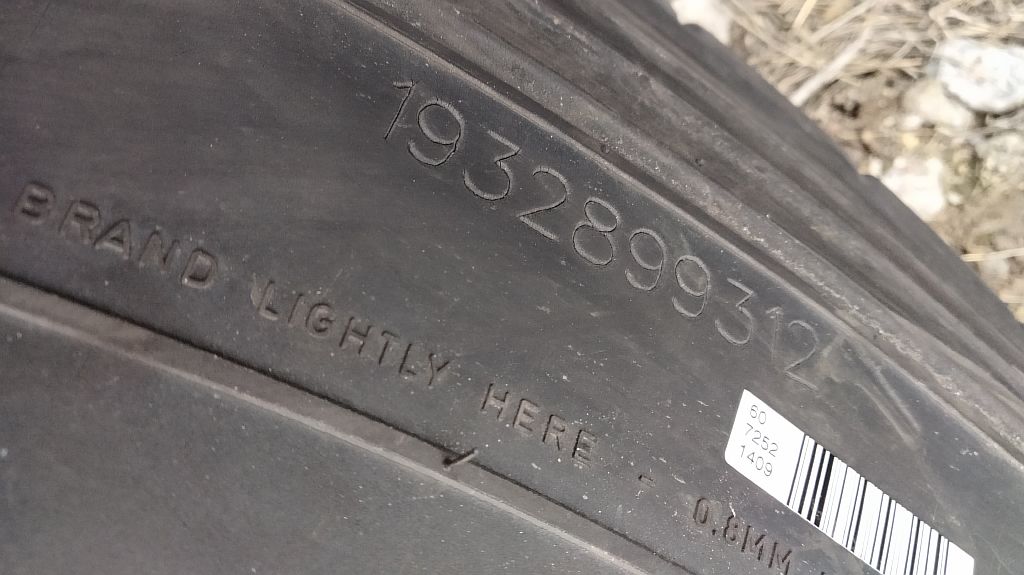 1932899312
BRAND LIGHTLY HERE - 0.8MM
60
7252
1409